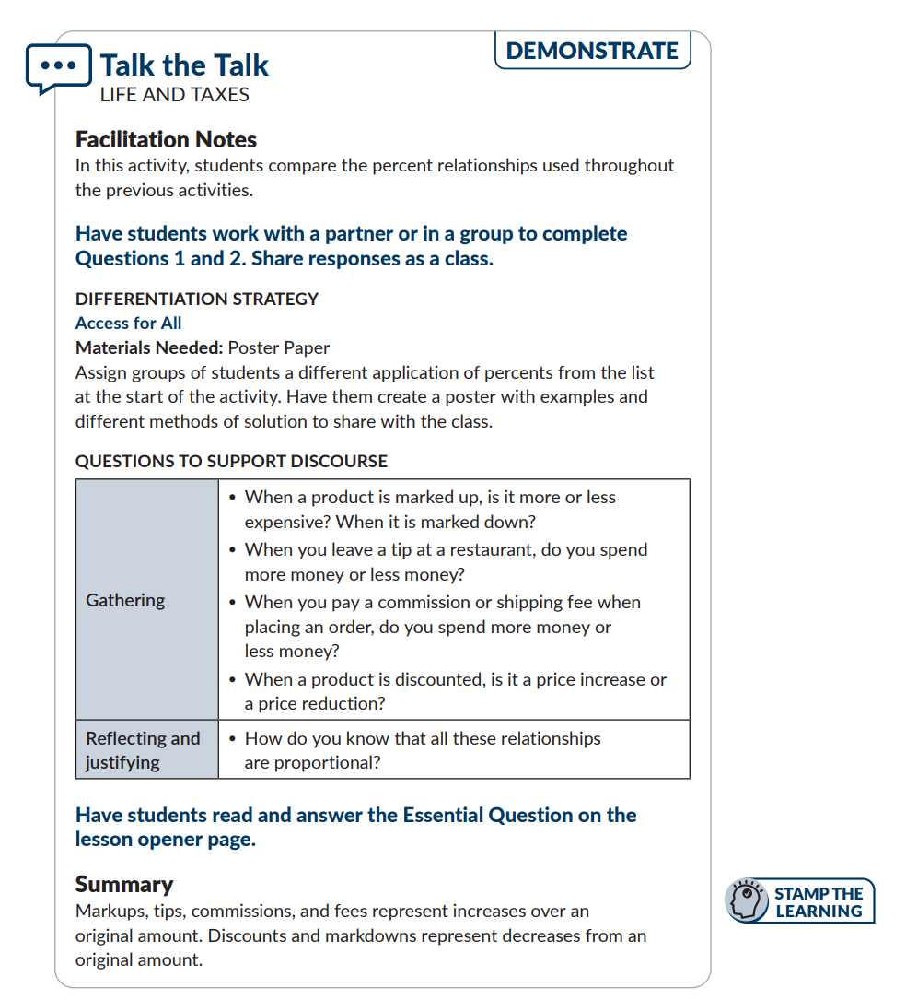 DEMONSTRATE
Talk the Talk
LIFE AND TAXES
Facilitation Notes
In this activity, students compare the percent relationships used throughout
the previous activities.
Have students work with a partner or in a group to complete
Questions 1 and 2. Share responses as a class.
DIFFERENTIATION STRATEGY
Access for All
Materials Needed: Poster Paper
Assign groups of students a different application of percents from the list
at the start of the activity. Have them create a poster with examples and
different methods of solution to share with the class.
QUESTIONS TO SUPPORT DISCOURSE
Gathering
• When a product is marked up, is it more or less
expensive? When it is marked down?
• When you leave a tip at a restaurant, do you spend
more money or less money?
• When you pay a commission or shipping fee when
placing an order, do you spend more money or
less money?
• When a product is discounted, is it a price increase or
a price reduction?
Reflecting and
justifying
• How do you know that all these relationships
are proportional?
Have students read and answer the Essential Question on the
lesson opener page.
Summary
Markups, tips, commissions, and fees represent increases over an
original amount. Discounts and markdowns represent decreases from an
original amount.
STAMP THE
LEARNING